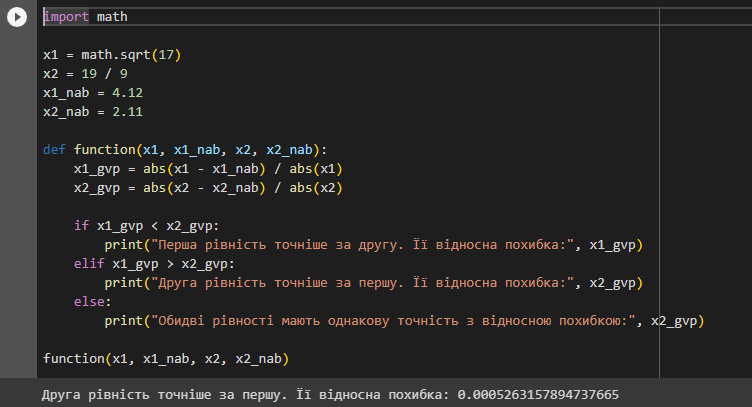 import math

x1 = math.sqrt(17)
x2 = 19 / 9
x1_nab = 4.12
x2_nab = 2.11

def function(x1, x1_nab, x2, x2_nab):
    x1_gvp = abs(x1 - x1_nab) / abs(x1)
    x2_gvp = abs(x2 - x2_nab) / abs(x2)

    if x1_gvp < x2_gvp:
        print("Перша рівність точніше за другу. Її відносна похибка:", x1_gvp)
    elif x1_gvp > x2_gvp:
        print("Друга рівність точніше за першу. Її відносна похибка:", x2_gvp)
    else:
        print("Обидві рівності мають однакову точність з відносною похибкою:", x2_gvp)

function(x1, x1_nab, x2, x2_nab)
Друга рівність точніше за першу. Її відносна похибка: 0.0005263157894737665